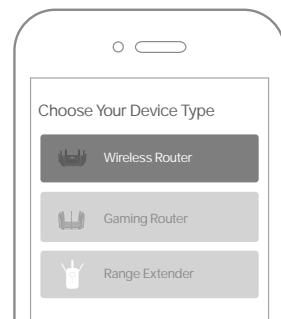 Choose Your Device Type
Wireless Router
Gaming Router
Range Extender